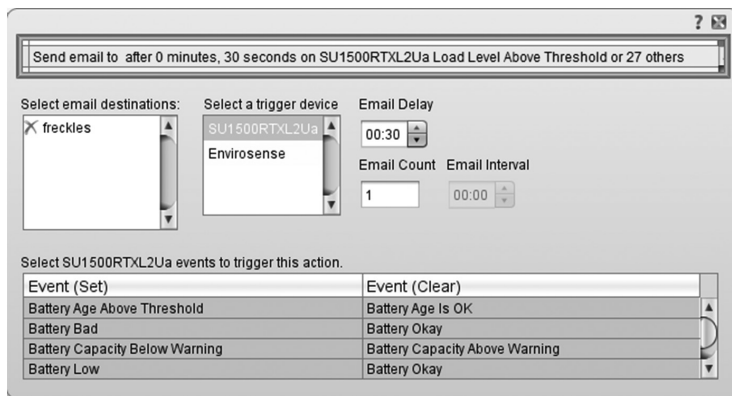 ?
Send email to after 0 minutes, 30 seconds on SU1500RTXL2Ua Load Level Above Threshold or 27 others
Select email destinations:
freckles
Select a trigger device
SU1500RTXL2Ua
Envirosense
Email Delay
00:30
Email Count Email Interval
1 00:00
Select SU1500RTXL2Ua events to trigger this action.
Event (Set) Event (Clear)
Battery Age Above Threshold Battery Age Is OK
Battery Bad Battery Okay
Battery Capacity Below Warning Battery Capacity Above Warning
Battery Low Battery Okay